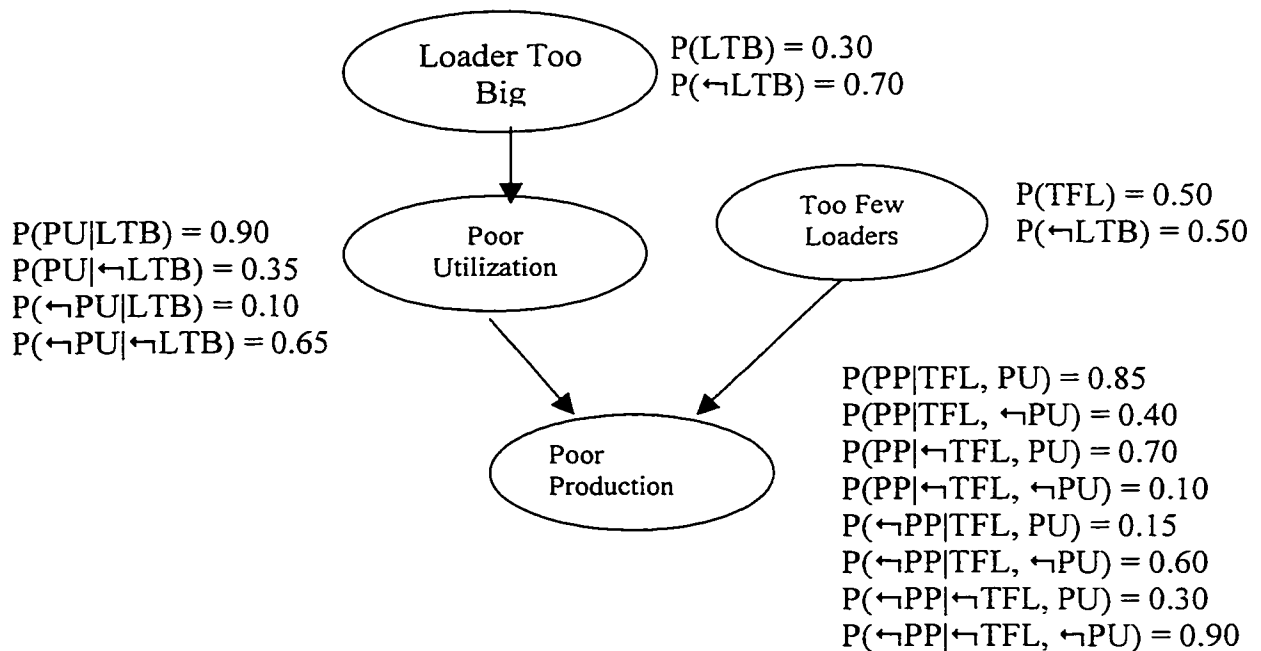 Loader Too
Big
P(LTB) = 0.30
P(←¬LTB) = 0.70
Too Few
Loaders
P(TFL) = 0.50
P(←¬LTB) = 0.50
P(PU|LTB) = 0.90
P(PU|←¬LTB) = 0.35
P(←¬PU|LTB) = 0.10
P(←¬PU|←¬LTB) = 0.65
Poor
Utilization
Poor
Production
P(PP|TFL, PU) = 0.85
P(PP|TFL, ←¬PU) = 0.40
P(PP|←¬TFL, PU) = 0.70
P(PP|←¬TFL, ←¬PU) = 0.10
P(←¬PP|TFL, PU) = 0.15
P(←¬PP|TFL, ←¬PU) = 0.60
P(←¬PP|←¬TFL, PU) = 0.30
P(←¬PP|←¬TFL, ←¬PU) = 0.90